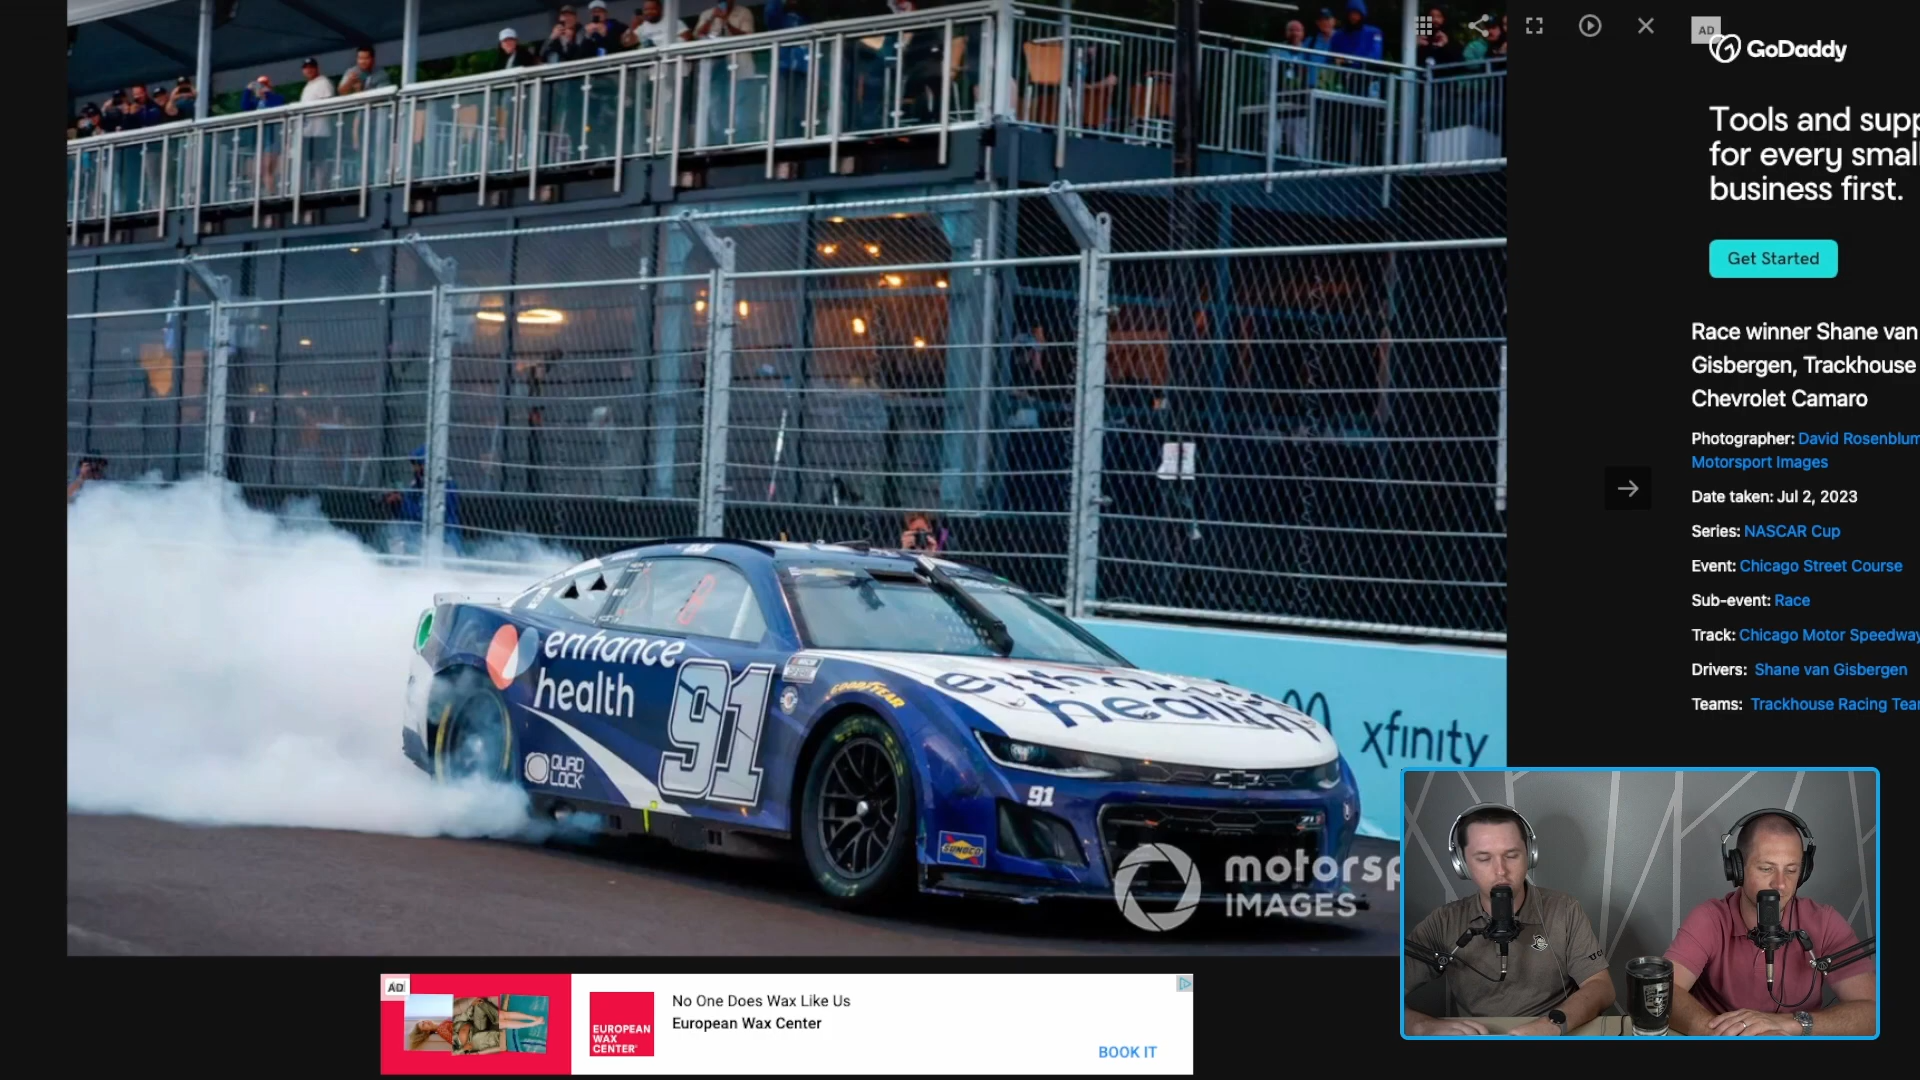 AD
GoDaddy
Tools and supp
for every small
business first.
Get Started
Race winner Shane van
Gisbergen, Trackhouse
Chevrolet Camaro
Photographer: David Rosenblum
Motorsport Images
Date taken: Jul 2, 2023
Series: NASCAR Cup
Event: Chicago Street Course
Sub-event: Race
Track: Chicago Motor Speedway
Drivers: Shane van Gisbergen
Teams: Trackhouse Racing Tea
enhance
health
91
GOODYEAR
QUAD
LOCK
enhance
health
xfinity
91
ZL1
SUNOCO
motorsp
IMAGES
AD
EUROPEAN
WAX
CENTER
No One Does Wax Like Us
European Wax Center
BOOK IT